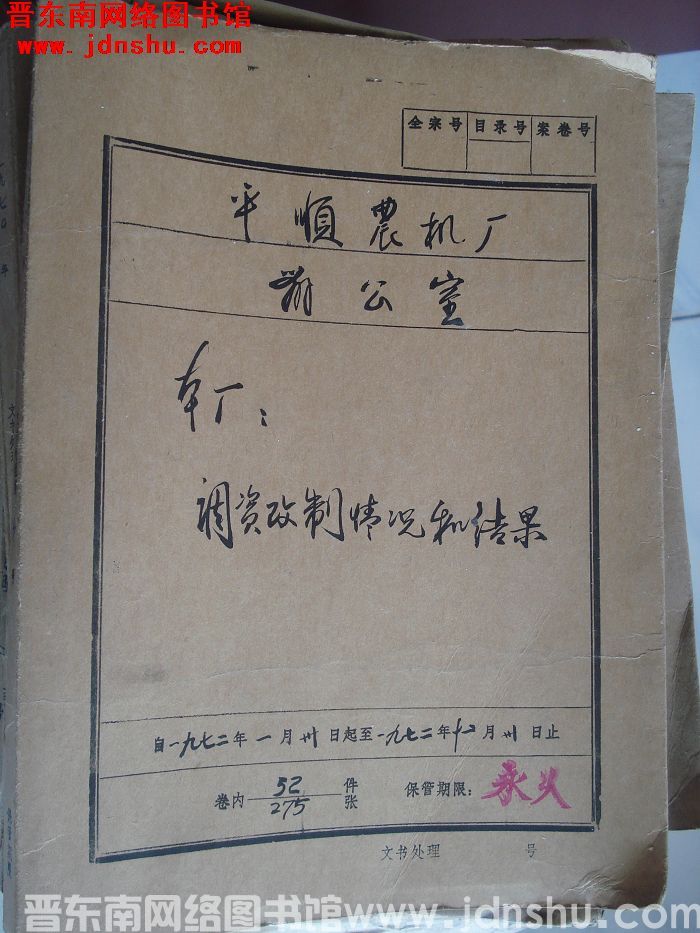 晋东南网络图书馆
www.jdnshu.com
全宗号 目录号 案卷号
平順農机厂
办公室
本厂:
调资改制情况和结果
自一九七二年一月卅日起至一九七二年十二月卅日止
卷内 52 件 275 张 保管期限: 永久
文书处理 号
晋东南网络图书馆www.jdnshu.com